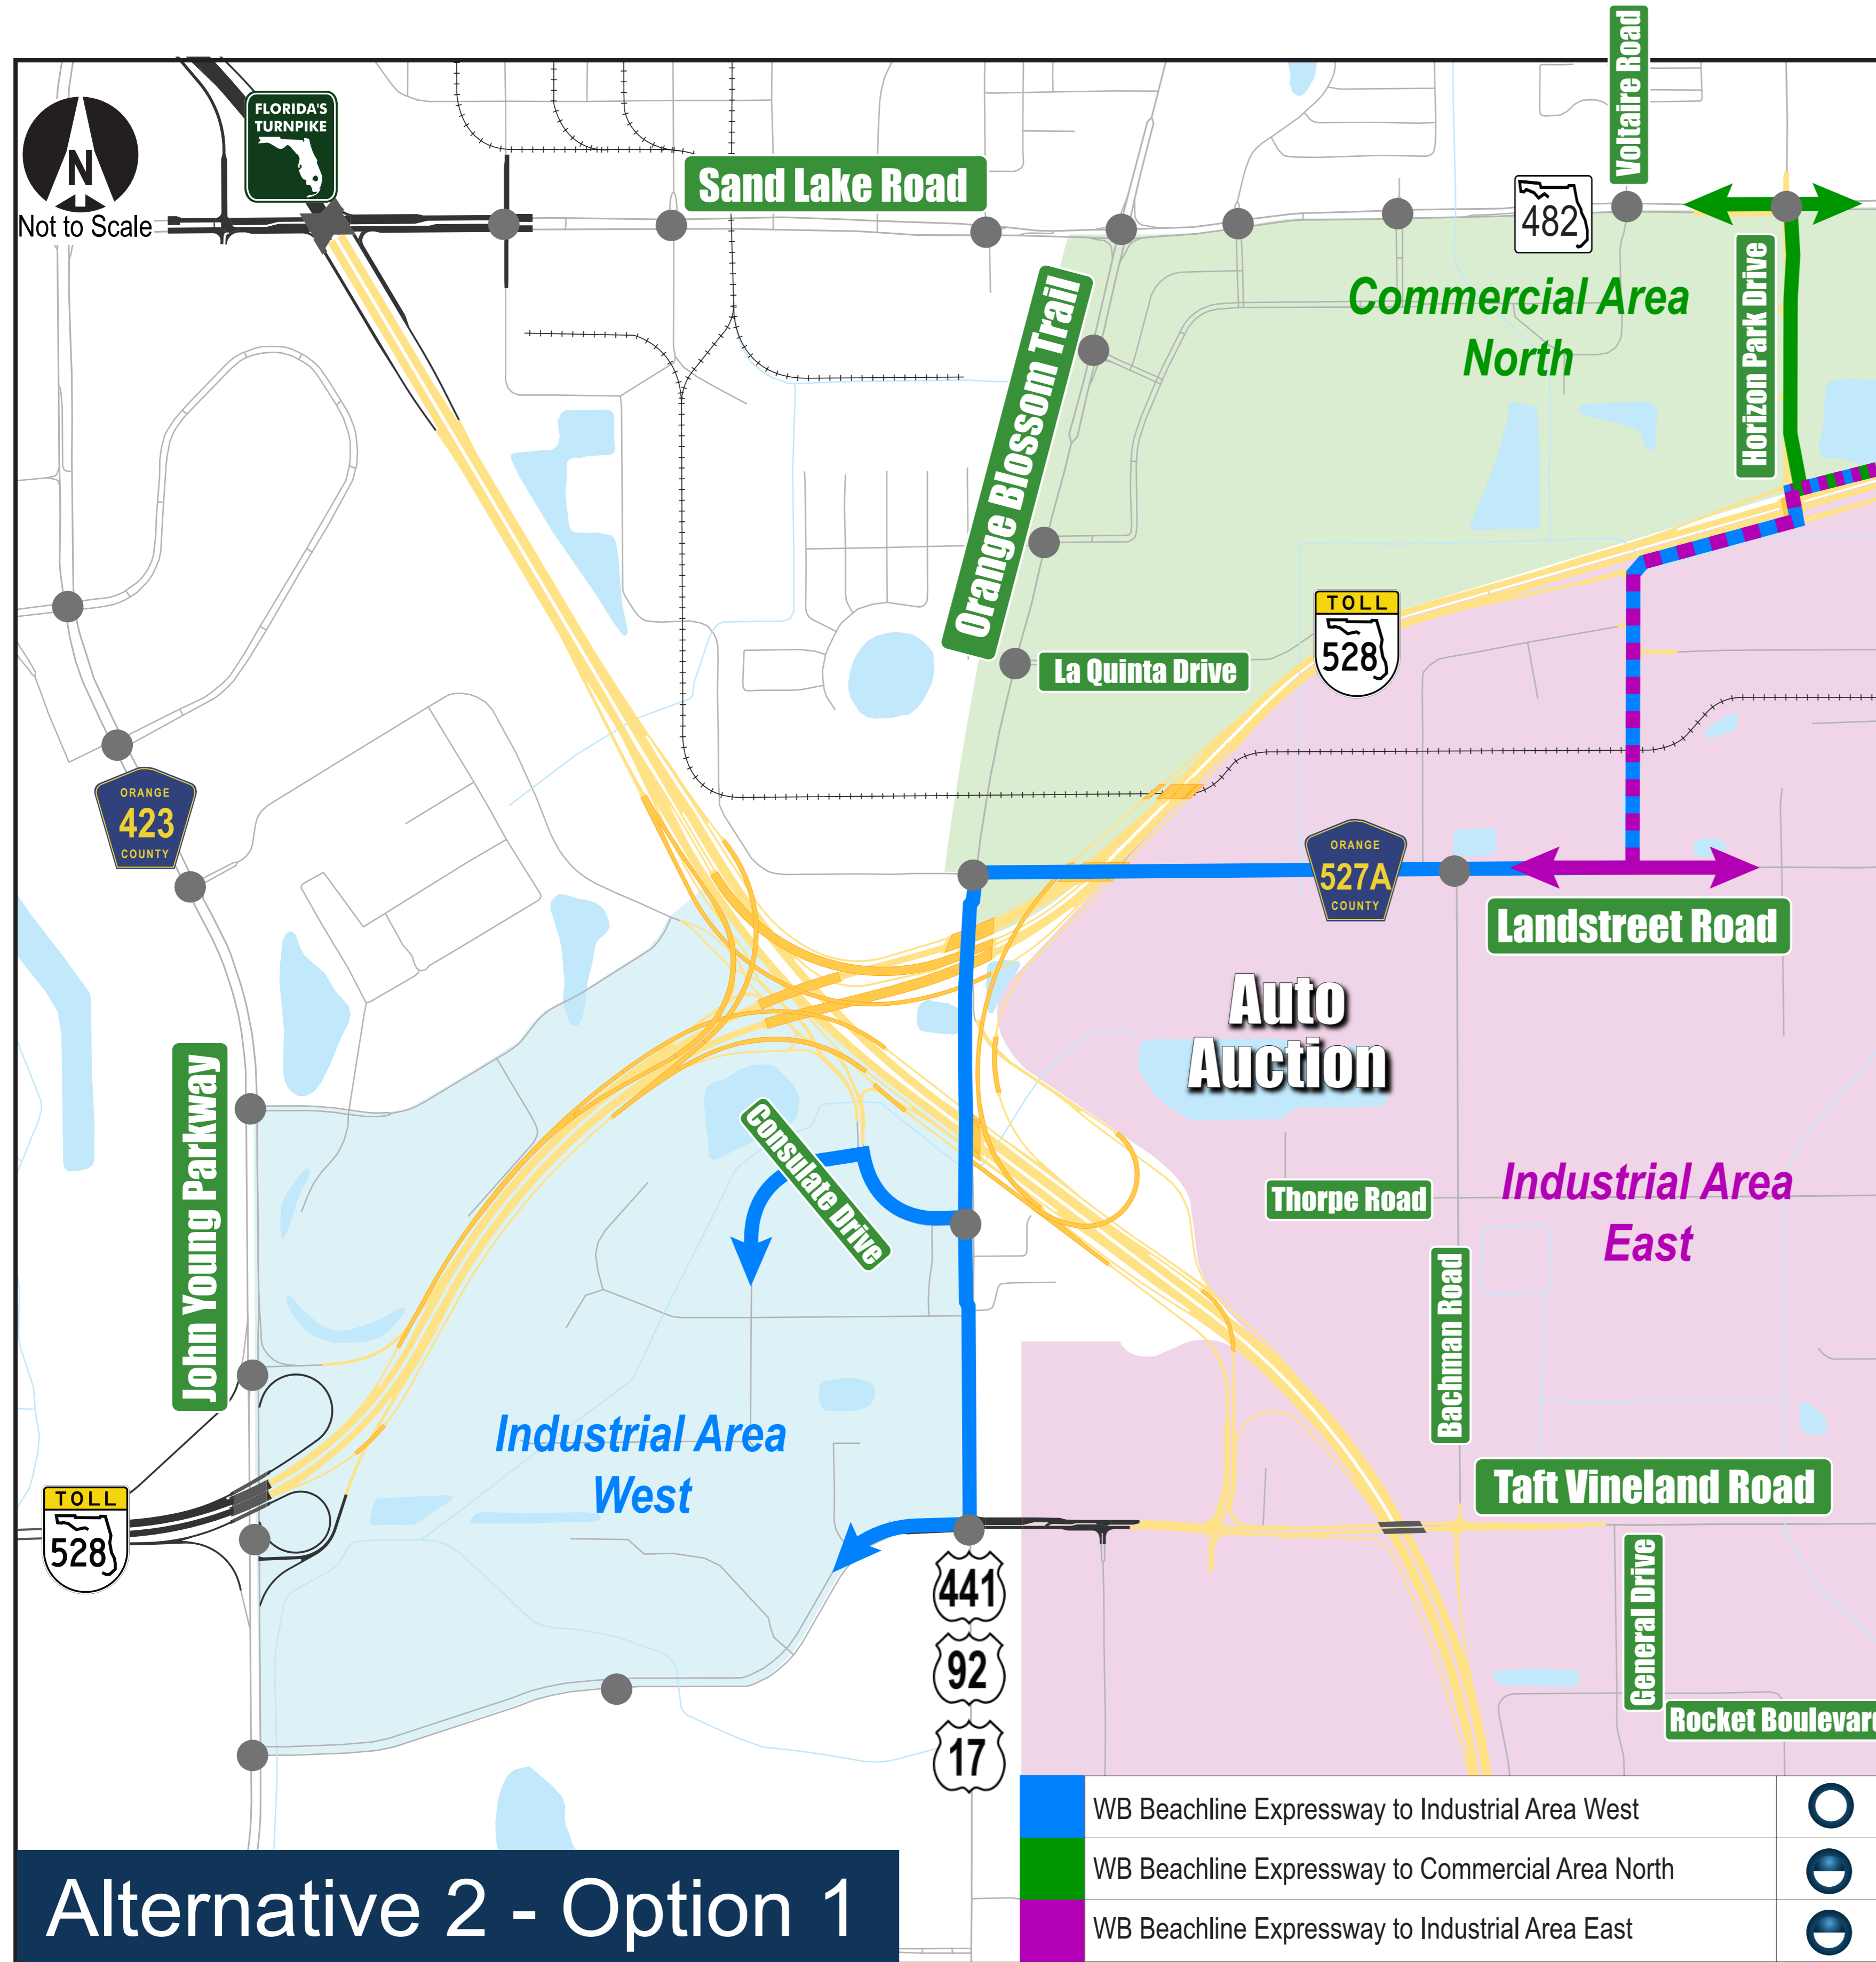 Voltaire Road
FLORIDA'S
TURNPIKE
N
Not to Scale
Sand Lake Road
482
Commercial Area
North
Horizon Park Drive
Orange Blossom Trail
TOLL
528
La Quinta Drive
ORANGE
423
COUNTY
ORANGE
527A
COUNTY
Landstreet Road
Auto
Auction
John Young Parkway
Consulate Drive
Thorpe Road
Industrial Area
East
Bachman Road
Industrial Area
West
Taft Vineland Road
TOLL
528
441
92
17
General Drive
Rocket Boulevard
WB Beachline Expressway to Industrial Area West
WB Beachline Expressway to Commercial Area North
WB Beachline Expressway to Industrial Area East
Alternative 2 - Option 1